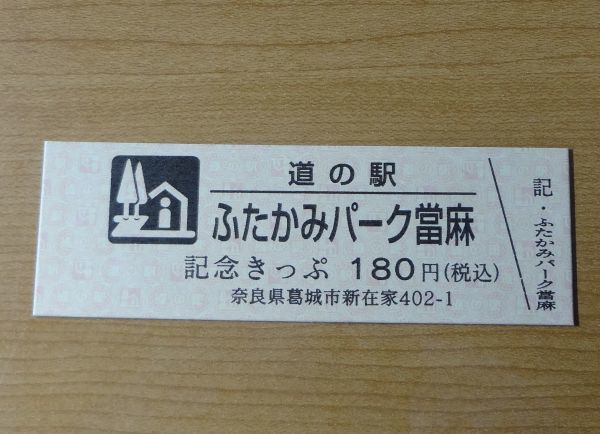 道の駅
ふたかみパーク當麻
記念きっぷ 180円(税込)
奈良県葛城市新在家402-1
記・ふたかみパーク當麻